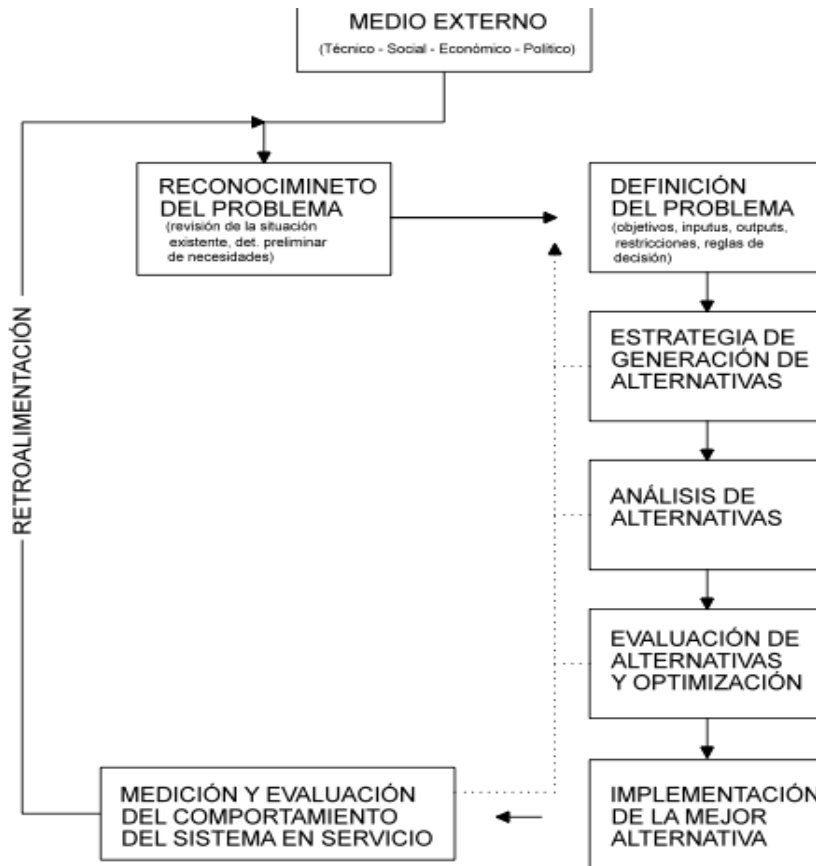 MEDIO EXTERNO
(Técnico - Social - Económico - Político)
RECONOCIMINETO
DEL PROBLEMA
(revisión de la situación
existente, det. preliminar
de necesidades)
DEFINICIÓN
DEL PROBLEMA
(objetivos, inputus, outputs,
restricciones, reglas de
decisión)
ESTRATEGIA DE
GENERACIÓN DE
ALTERNATIVAS
RETROALIMENTACIÓN
ANÁLISIS DE
ALTERNATIVAS
EVALUACIÓN DE
ALTERNATIVAS
Y OPTIMIZACIÓN
MEDICIÓN Y EVALUACIÓN
DEL COMPORTAMIENTO
DEL SISTEMA EN SERVICIO
IMPLEMENTACIÓN
DE LA MEJOR
ALTERNATIVA